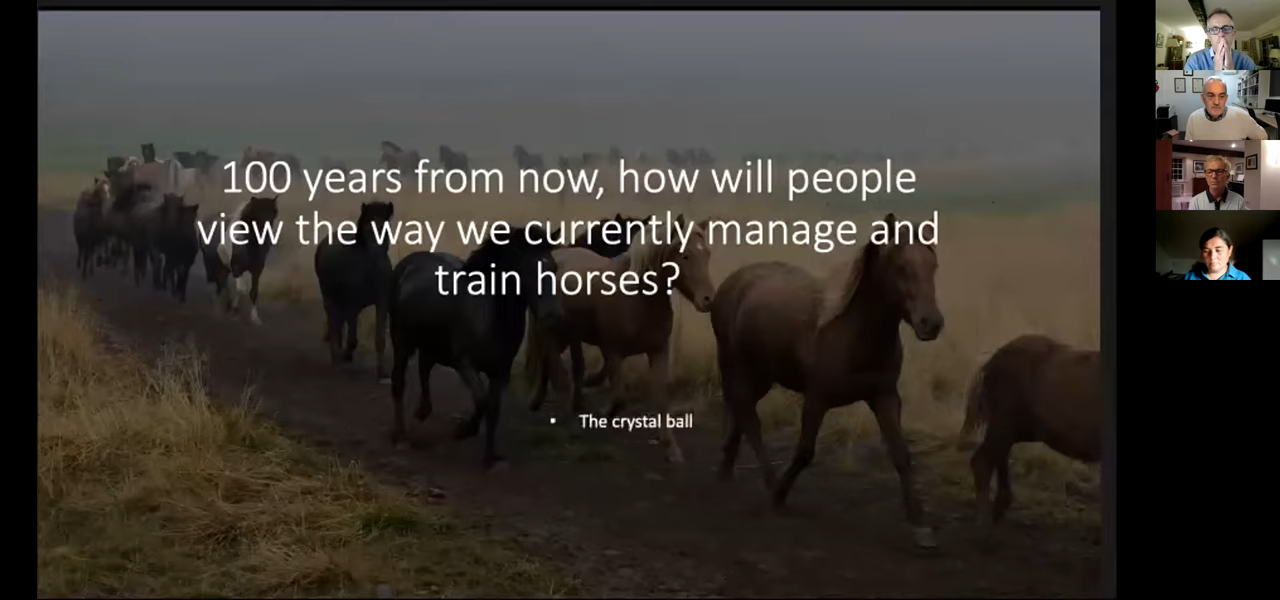 100 years from now, how will people
view the way we currently manage and
train horses?
• The crystal ball